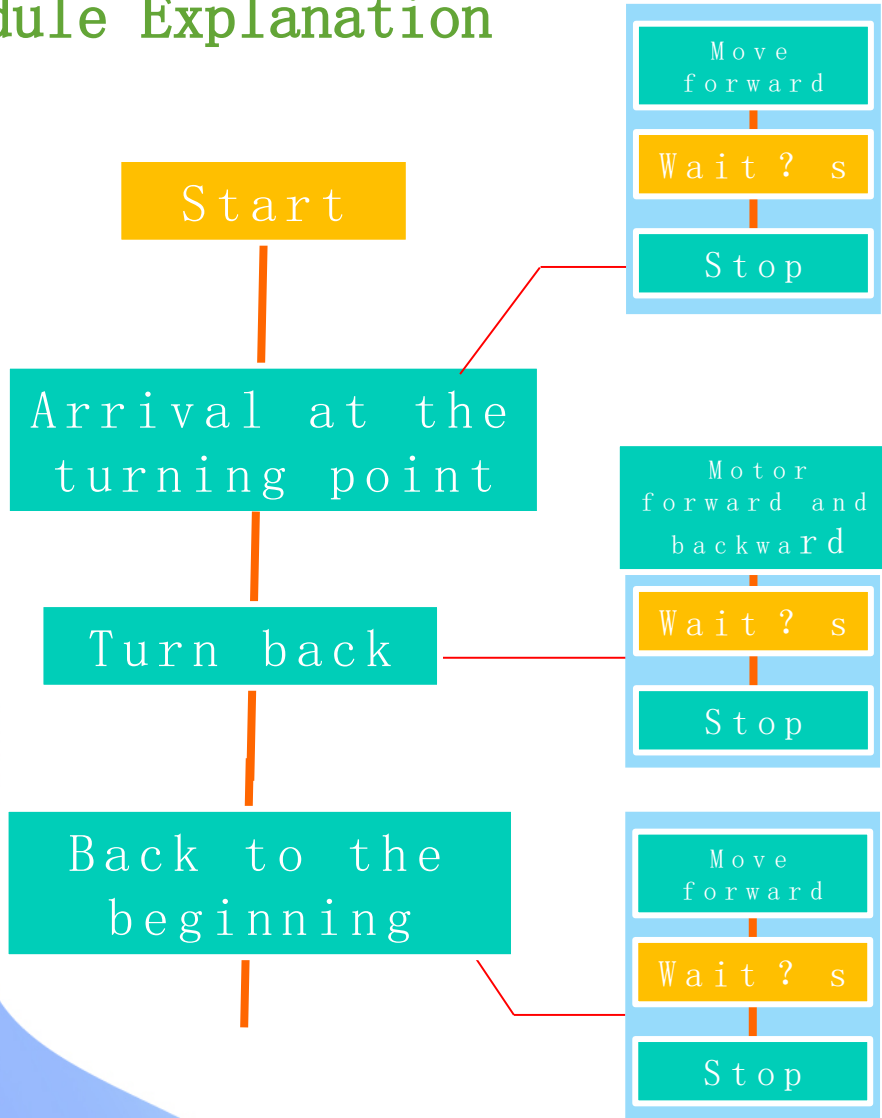 dule Explanation
Start
Arrival at the
turning point
Turn back
Back to the
beginning
Move
forward
Wait? s
Stop
Motor
forward and
backward
Wait? s
Stop
Move
forward
Wait? s
Stop